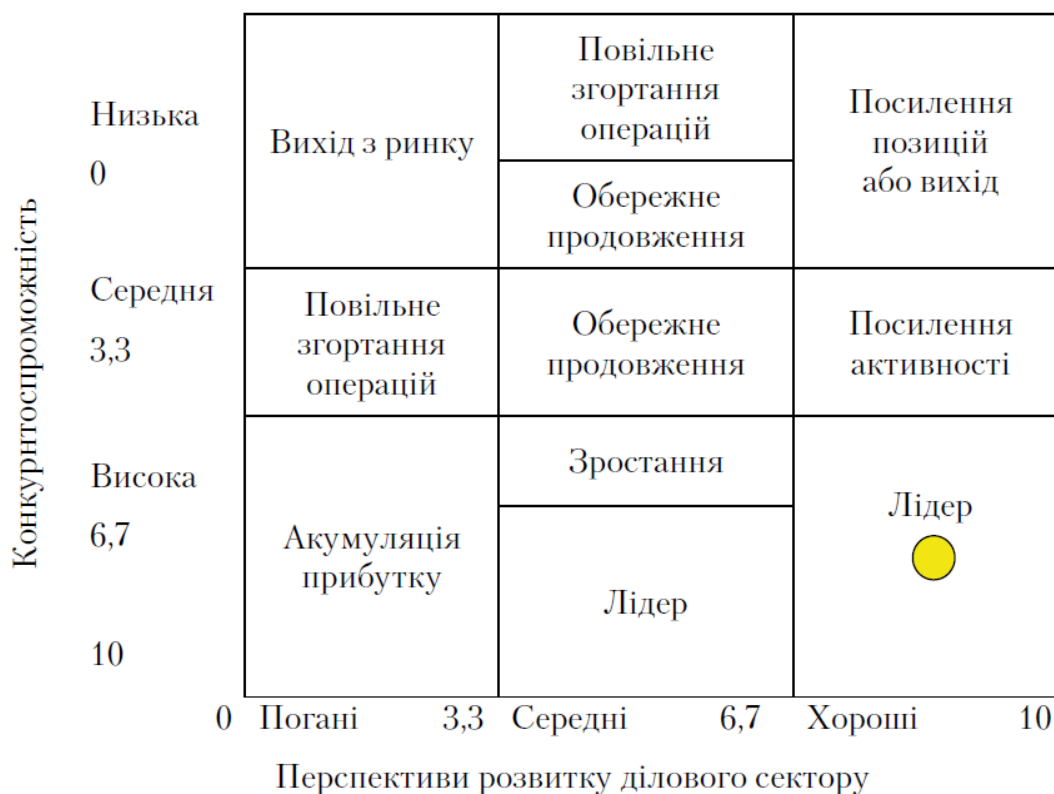 Конкурнтоспроможність
Низька
0
Середня
3,3
Висока
6,7
10
Вихід з ринку
Повільне
згортання
операцій
Обережне
продовження
Посилення
позицій
або вихід
Повільне
згортання
операцій
Обережне
продовження
Посилення
активності
Акумуляція
прибутку
Зростання
Лідер
Лідер
0 Погані 3,3 Середні 6,7 Хороші 10
Перспективи розвитку ділового сектору